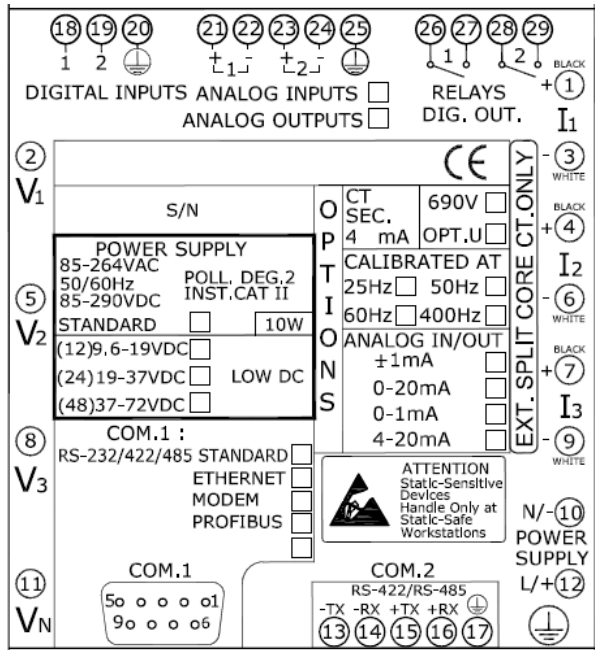 18 19 20 21 22 23 24 25 26 27 28 29
1 2 + 1 - + 2 - 1 2
DIGITAL INPUTS ANALOG INPUTS
ANALOG OUTPUTS
RELAYS
DIG. OUT.
BLACK
+ 1
I1
- 3
WHITE
BLACK
+ 4
I2
- 6
WHITE
BLACK
+ 7
I3
- 9
WHITE
2
V1
5
V2
8
V3
11
VN
CE
S/N
OPTIONS
EXT. SPLIT CORE CT.ONLY
CT
SEC.
4 mA
690V
OPT.U
CALIBRATED AT
25Hz 50Hz
60Hz 400Hz
ANALOG IN/OUT
±1mA
0-20mA
0-1mA
4-20mA
POWER SUPPLY
85-264VAC
50/60Hz
85-290VDC
POLL. DEG.2
INST.CAT II
STANDARD 10W
(12)9.6-19VDC
(24)19-37VDC LOW DC
(48)37-72VDC
COM.1 :
RS-232/422/485 STANDARD
ETHERNET
MODEM
PROFIBUS
ATTENTION
Static-Sensitive
Devices
Handle Only at
Static-Safe
Workstations
N/- 10
POWER
SUPPLY
L/+ 12
COM.1
5 1
9 6
COM.2
RS-422/RS-485
-TX -RX +TX +RX
13 14 15 16 17